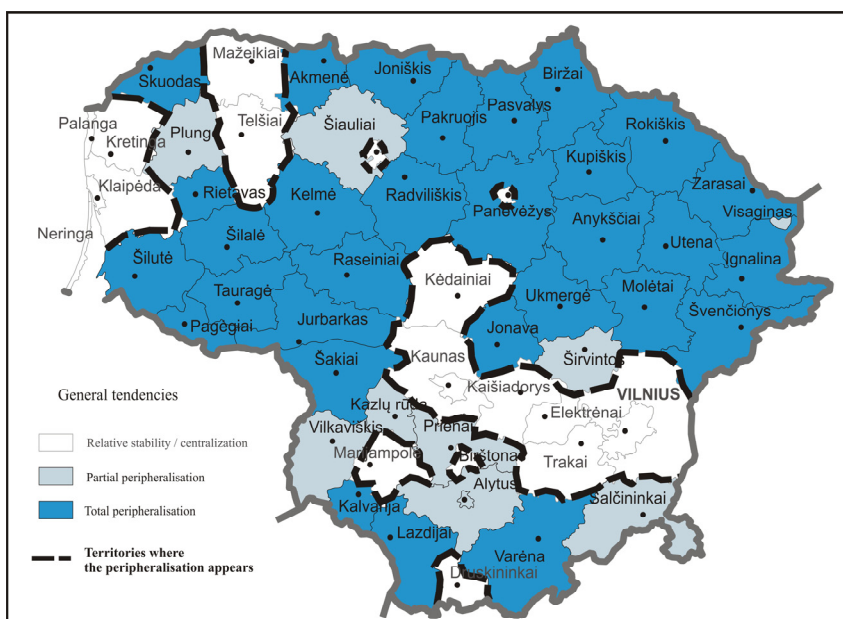 Mažeikiai
Skuodas
Akmenė
Joniškis
Biržai
Pasvalys
Palanga
Kretinga
Plung
Telšiai
Šiauliai
Pakruojis
Rokiškis
Kupiškis
Klaipėda
Rietavas
Kelmė
Radviliškis
Zarasai
Panevėžys
Visaginas
Neringa
Šilalė
Anykščiai
Utena
Šilutė
Raseiniai
Ignalina
Kėdainiai
Tauragė
Ukmergė
Molėtai
Švenčionys
Pagėgiai
Jurbarkas
Jonava
Kaunas
Širvintos
Šakiai
General tendencies
Kaišiadorys
VILNIUS
Kazlų rūda
Elektrėnai
Relative stability / centralization
Vilkaviškis
Prienai
Marijampolė
Birštonas
Trakai
Partial peripheralisation
Alytus
Šalčininkai
Total peripheralisation
Kalvarija
Lazdijai
Varėna
Territories where
the peripheralisation appears
Druskininkai